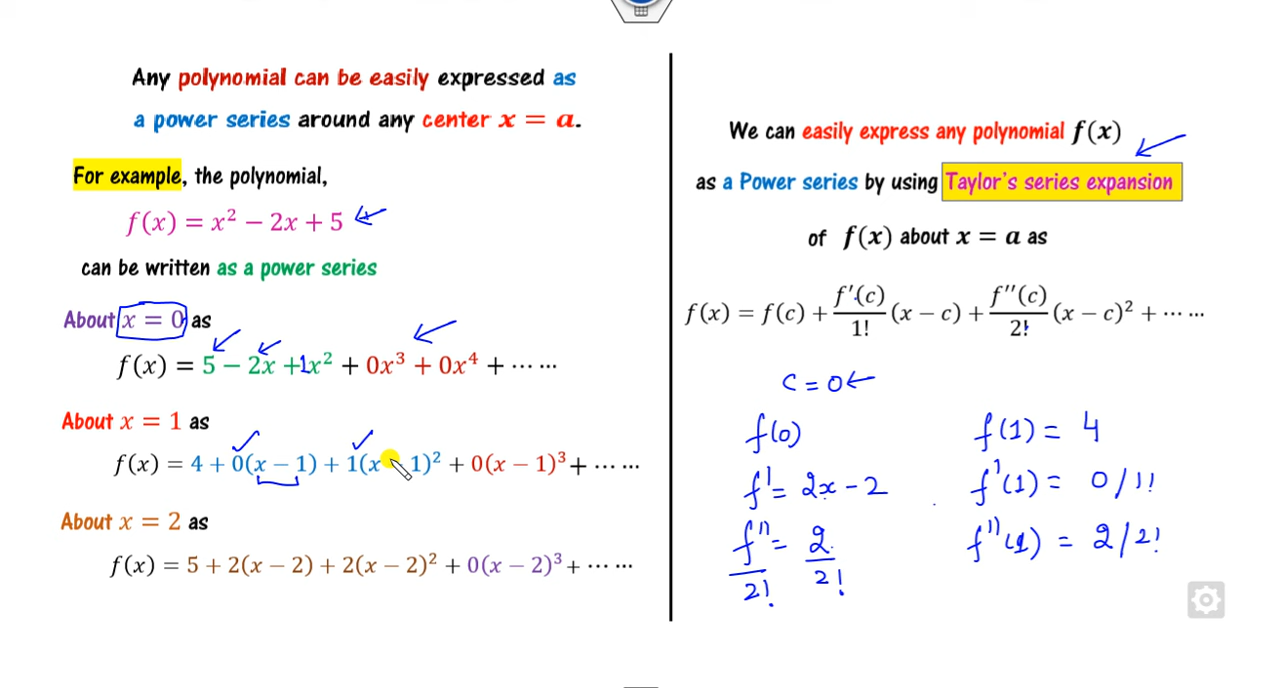 Any polynomial can be easily expressed as
a power series around any center x = a.
For example, the polynomial,
f(x) = x² − 2x + 5
can be written as a power series
About x = 0 as
f(x) = 5 − 2x + 1x² + 0x³ + 0x⁴ + ⋯ ⋯
About x = 1 as
f(x) = 4 + 0(x − 1) + 1(x − 1)² + 0(x − 1)³ + ⋯ ⋯
About x = 2 as
f(x) = 5 + 2(x − 2) + 2(x − 2)² + 0(x − 2)³ + ⋯ ⋯
We can easily express any polynomial f(x)
as a Power series by using Taylor's series expansion
of f(x) about x = a as
f(x) = f(c) + f′(c)/1! (x − c) + f′′(c)/2! (x − c)² + ⋯ ⋯
c = 0
f(0)
f' = 2x − 2
f''/2! = 2/2!
f(1) = 4
f'(1) = 0/1!
f''(1) = 2/2!